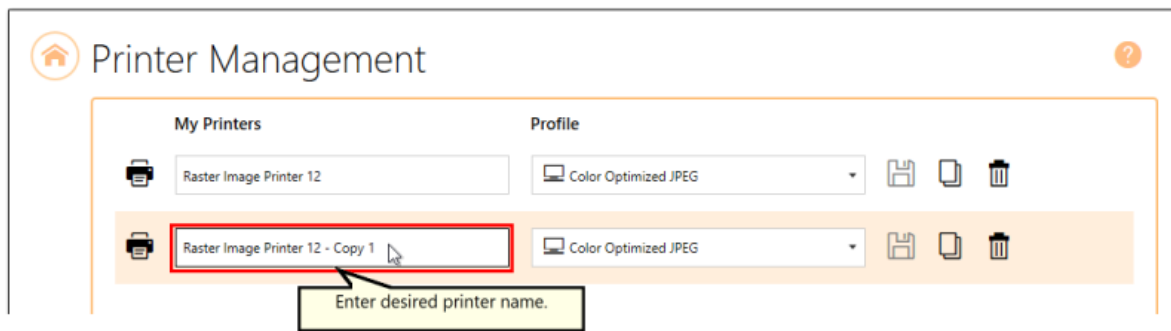 Printer Management
?
My Printers Profile
Raster Image Printer 12 Color Optimized JPEG
Raster Image Printer 12 - Copy 1 Color Optimized JPEG
Enter desired printer name.